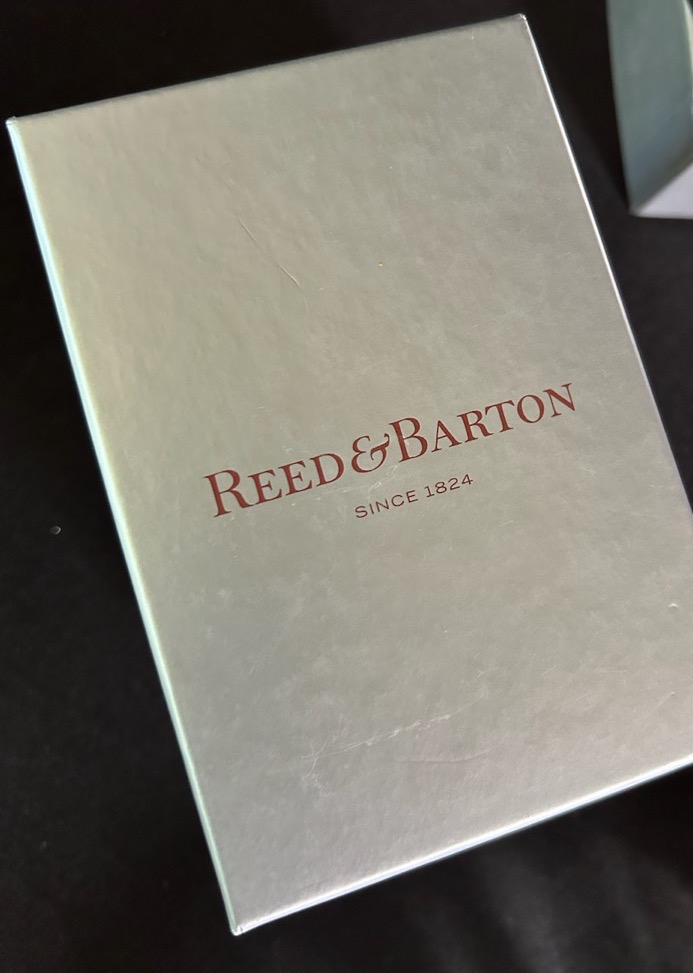 REED & BARTON
SINCE 1824